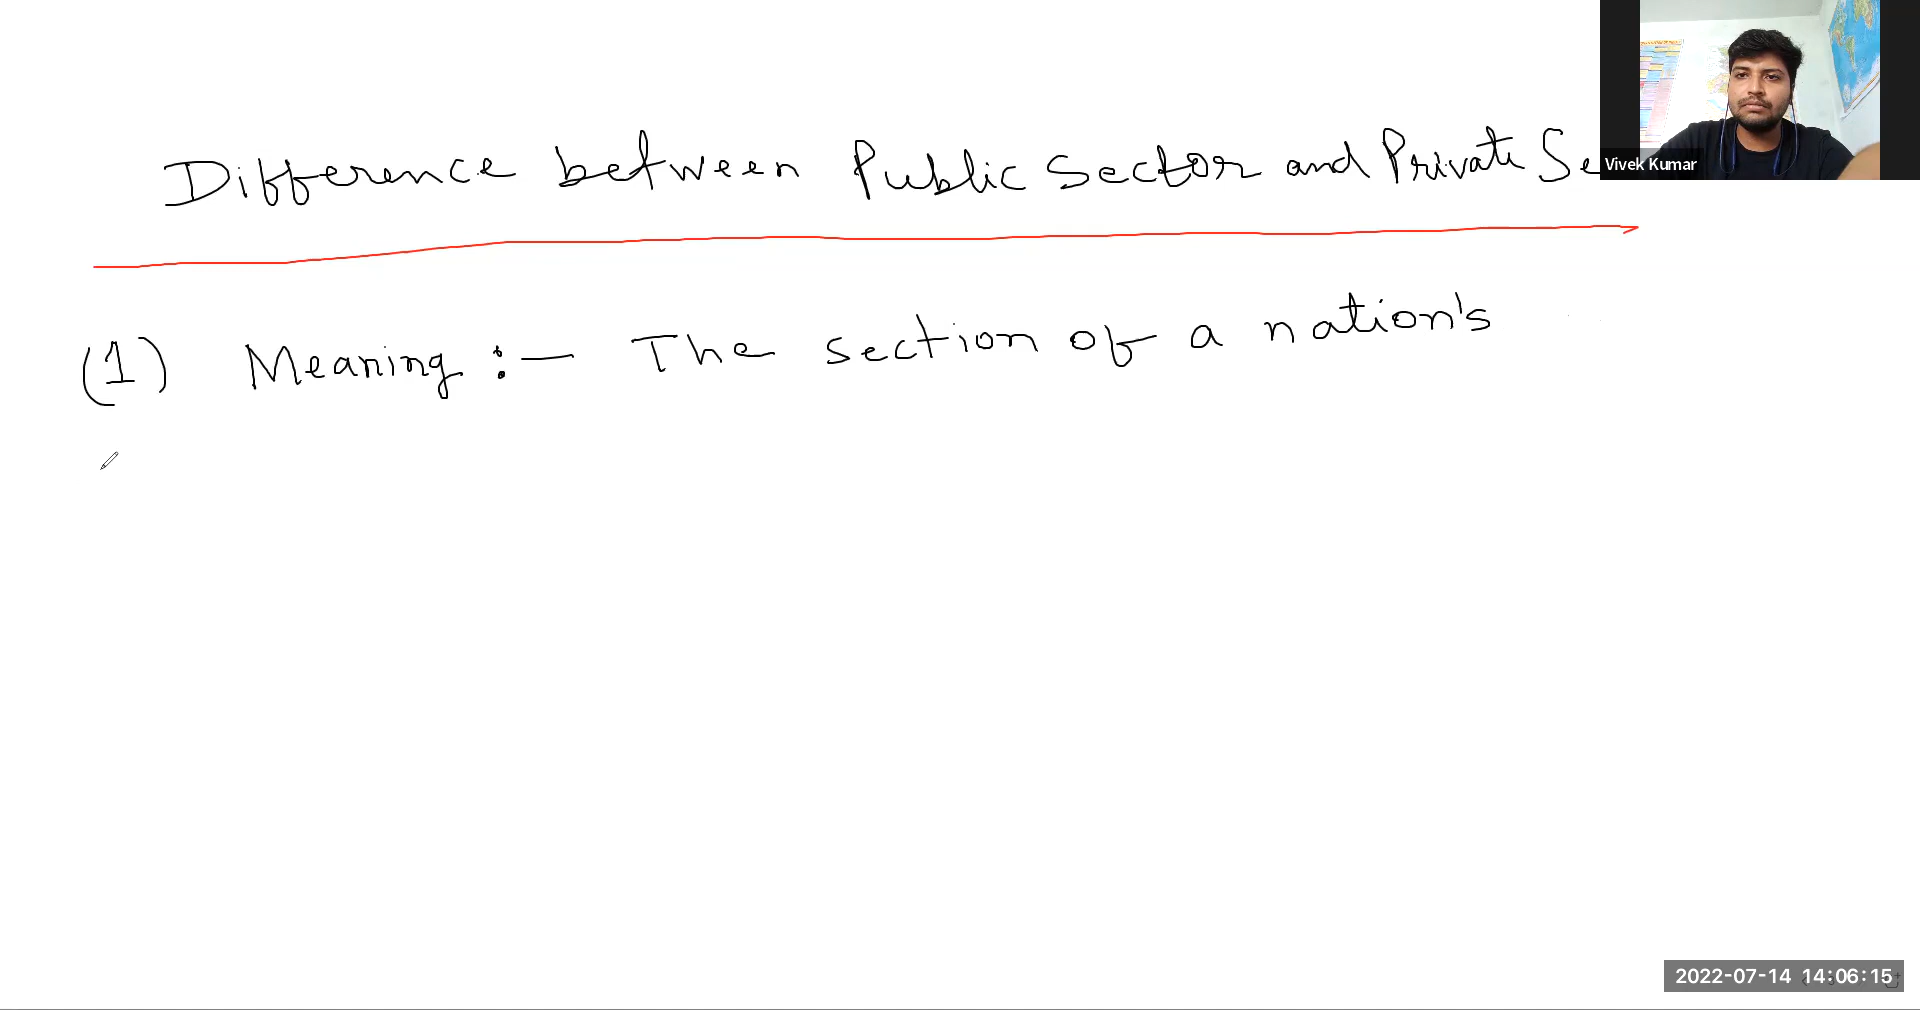 Difference between Public Sector and Private Se
Vivek Kumar
(1) Meaning :- The section of a nation's
2022-07-14 14:06:15